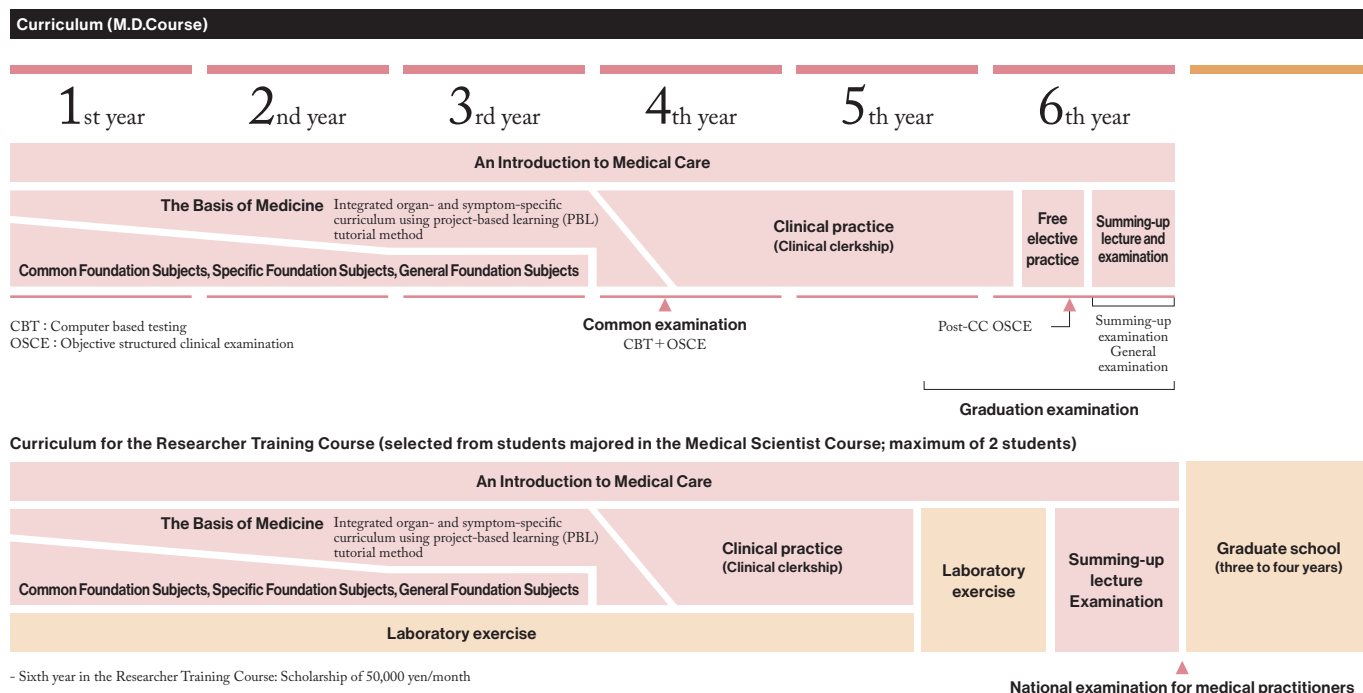 Curriculum (M.D.Course)
1st year
2nd year
3rd year
4th year
5th year
6th year
An Introduction to Medical Care
The Basis of Medicine
Integrated organ- and symptom-specific
curriculum using project-based learning (PBL)
tutorial method
Common Foundation Subjects, Specific Foundation Subjects, General Foundation Subjects
Clinical practice
(Clinical clerkship)
Free
elective
practice
Summing-up
lecture and
examination
CBT : Computer based testing
OSCE : Objective structured clinical examination
Common examination
CBT+OSCE
Post-CC OSCE
Summing-up
examination
General
examination
Graduation examination
Curriculum for the Researcher Training Course (selected from students majored in the Medical Scientist Course; maximum of 2 students)
An Introduction to Medical Care
The Basis of Medicine
Integrated organ- and symptom-specific
curriculum using project-based learning (PBL)
tutorial method
Common Foundation Subjects, Specific Foundation Subjects, General Foundation Subjects
Clinical practice
(Clinical clerkship)
Laboratory exercise
Laboratory
exercise
Summing-up
lecture
Examination
Graduate school
(three to four years)
- Sixth year in the Researcher Training Course: Scholarship of 50,000 yen/month
National examination for medical practitioners